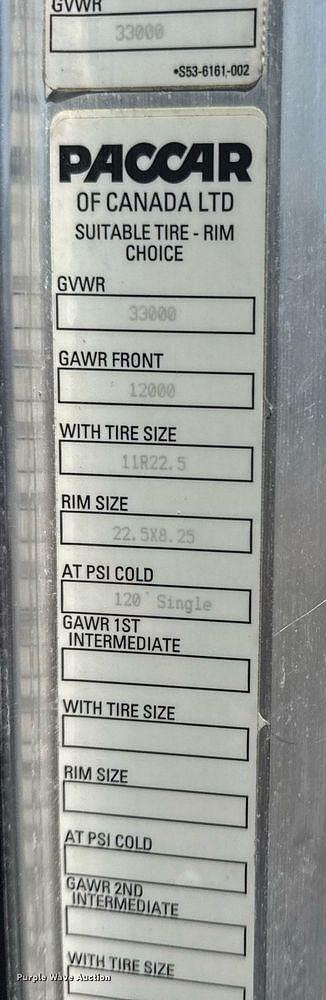 GVWR
33000
•S53-6161-002
PACCAR
OF CANADA LTD
SUITABLE TIRE - RIM
CHOICE
GVWR
33000
GAWR FRONT
12000
WITH TIRE SIZE
11R22.5
RIM SIZE
22.5X8.25
AT PSI COLD
120 Single
GAWR 1ST
INTERMEDIATE
WITH TIRE SIZE
RIM SIZE
AT PSI COLD
GAWR 2ND
INTERMEDIATE
WITH TIRE SIZE
Purple Wave Auction